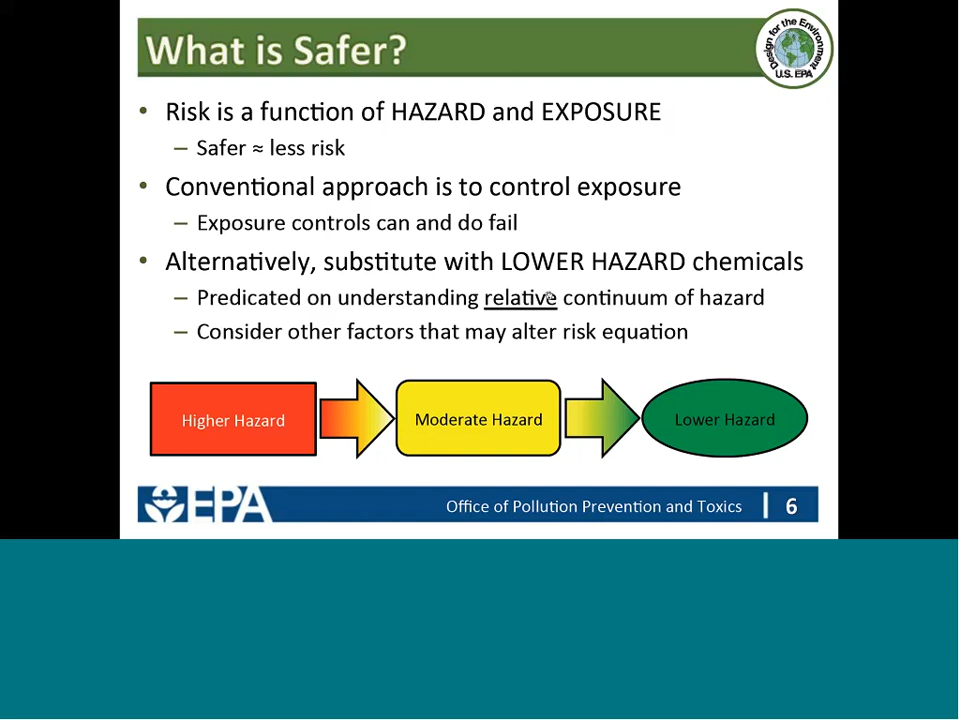 What is Safer?
Design for the Environment
U.S. EPA
• Risk is a function of HAZARD and EXPOSURE
– Safer ≈ less risk
• Conventional approach is to control exposure
– Exposure controls can and do fail
• Alternatively, substitute with LOWER HAZARD chemicals
– Predicated on understanding relative continuum of hazard
– Consider other factors that may alter risk equation
Higher Hazard
Moderate Hazard
Lower Hazard
EPA
Office of Pollution Prevention and Toxics | 6